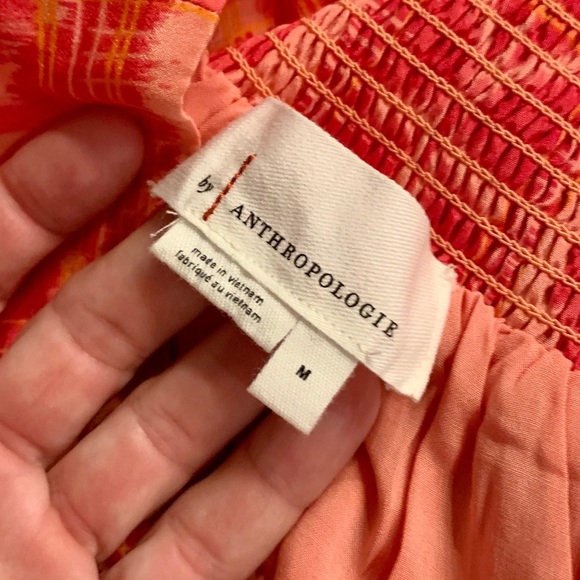 by
ANTHROPOLOGIE
made in vietnam
fabriqué au vietnam
M